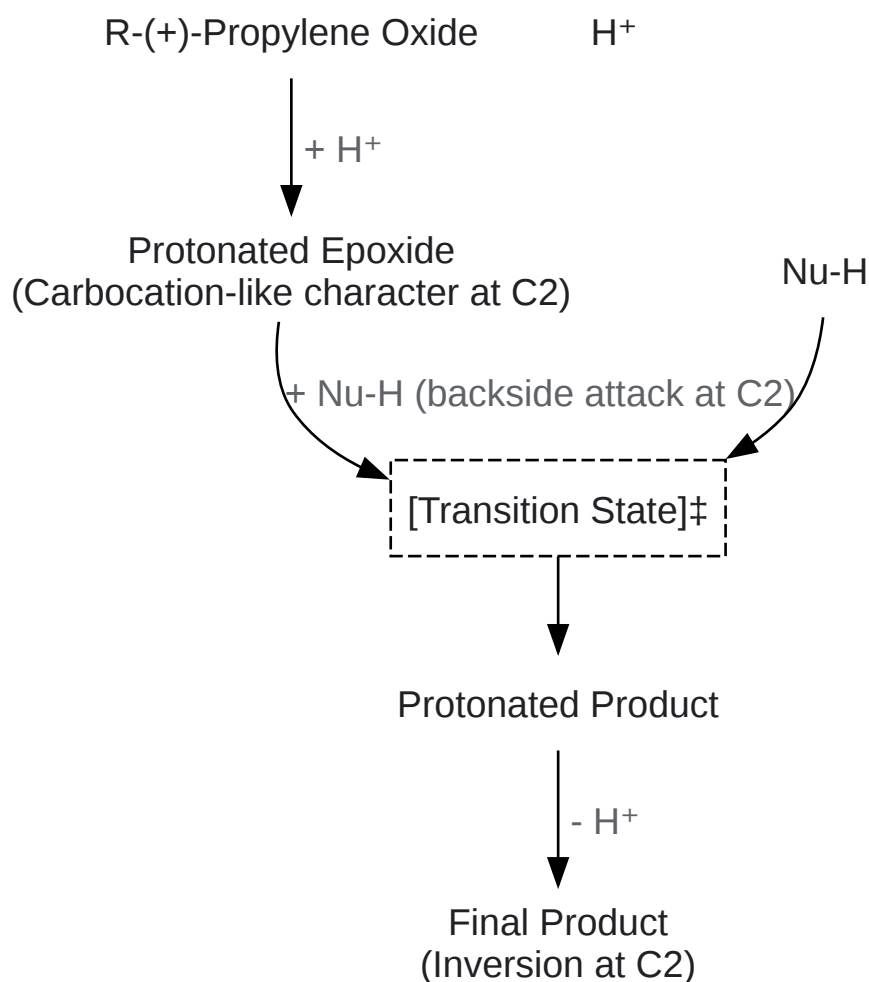 R-(+)-Propylene Oxide
H⁺
+ H⁺
Protonated Epoxide
(Carbocation-like character at C2)
Nu-H
+ Nu-H (backside attack at C2)
[Transition State]‡
Protonated Product
- H⁺
Final Product
(Inversion at C2)